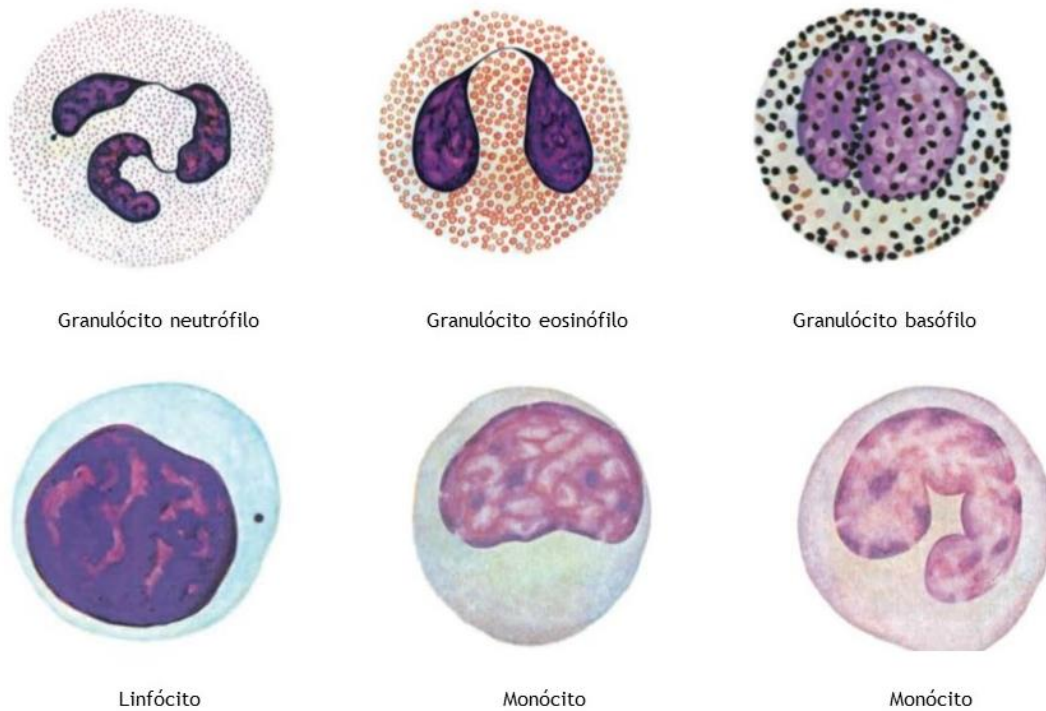 Granulócito neutrófilo
Granulócito eosinófilo
Granulócito basófilo
Linfócito
Monócito
Monócito